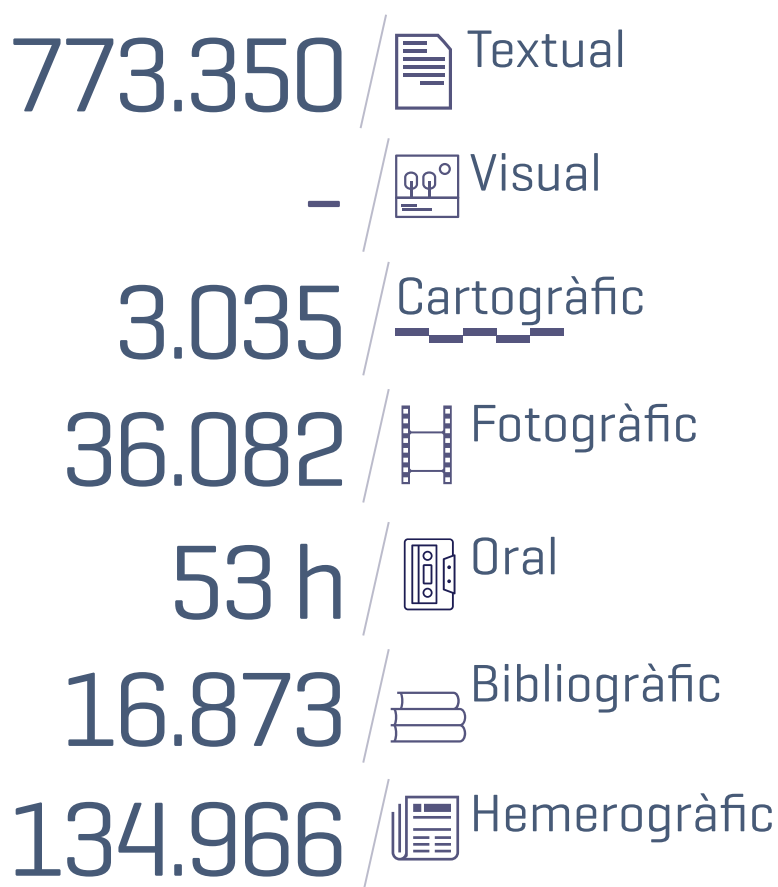 773.350 Textual
– Visual
3.035 Cartogràfic
36.082 Fotogràfic
53 h Oral
16.873 Bibliogràfic
134.966 Hemerogràfic